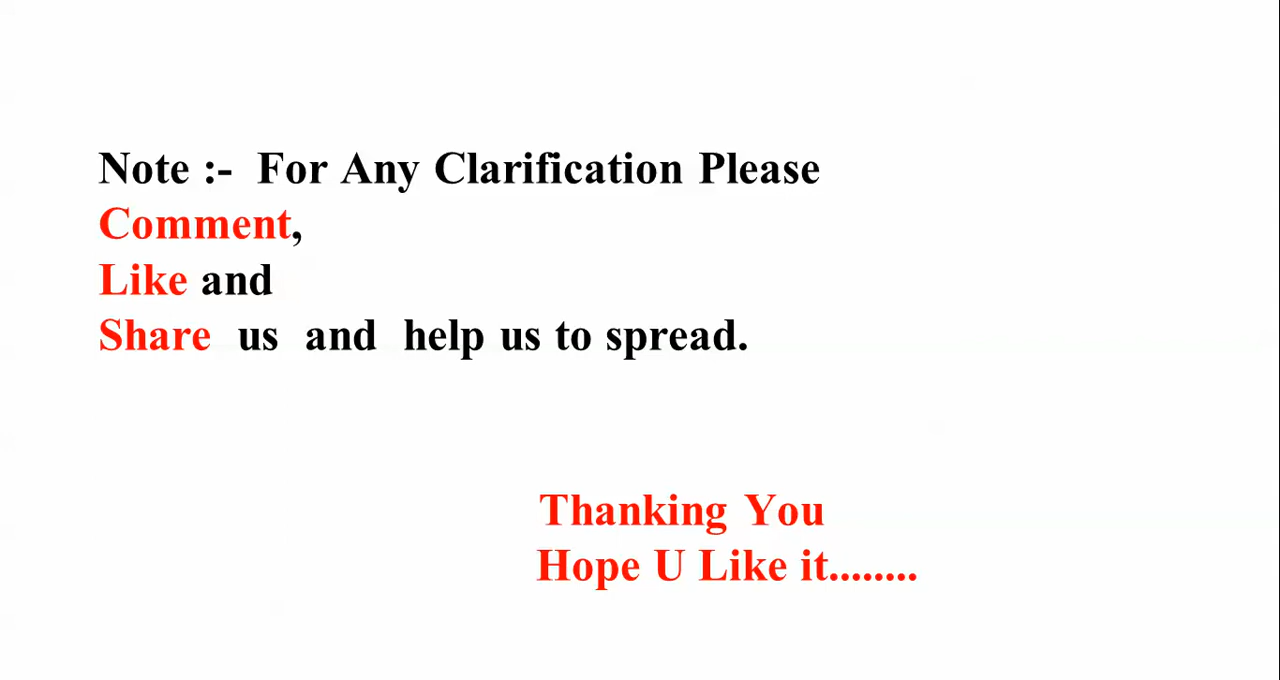 Note :-  For Any Clarification Please
Comment,
Like and
Share  us  and  help us to spread.
Thanking You
Hope U Like it........